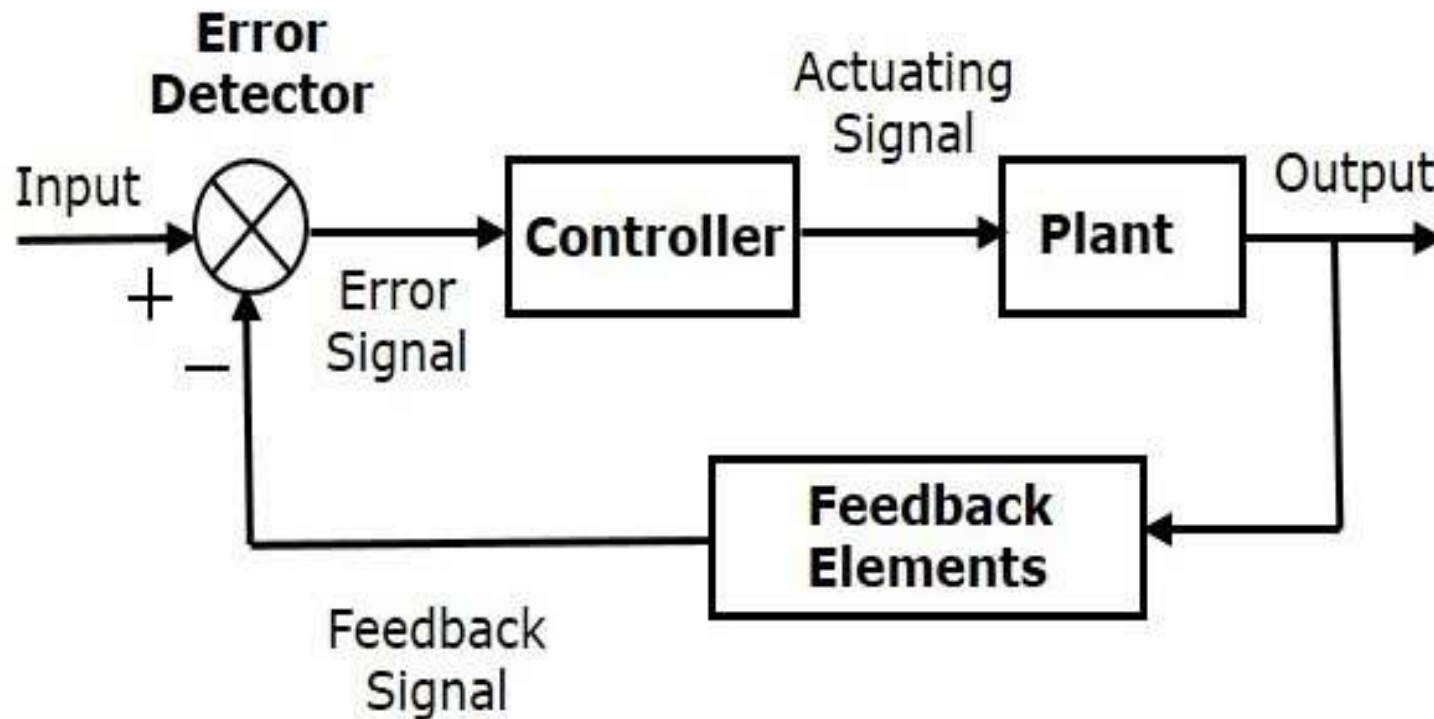 Error
Detector
Actuating
Signal
Input
Output
Controller
Plant
+
Error
Signal
−
Feedback
Elements
Feedback
Signal